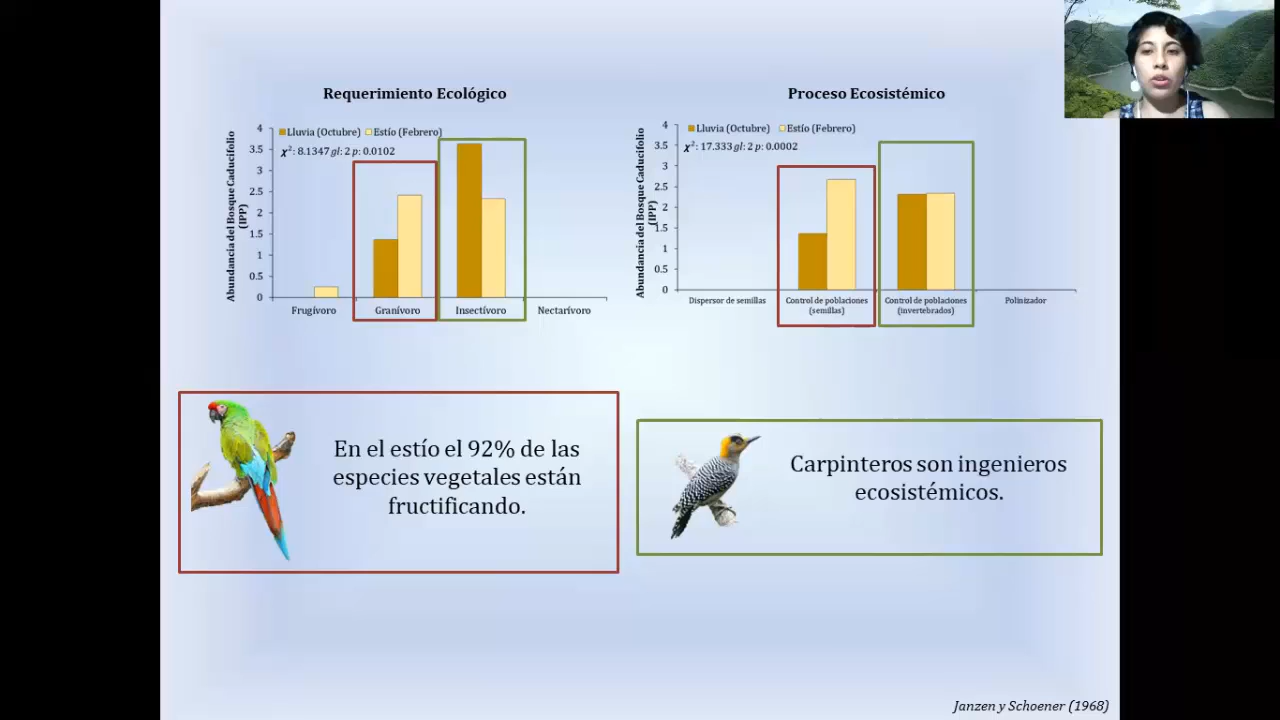 Requerimiento Ecológico
Abundancia del Bosque Caducifolio
(IPP)
4
3.5
3
2.5
2
1.5
1
0.5
0
Lluvia (Octubre) Estío (Febrero)
χ²: 8.1347 gl: 2 p: 0.0102
Frugívoro Granívoro Insectívoro Nectarívoro
Proceso Ecosistémico
Abundancia del Bosque Caducifolio
(IPP)
4
3.5
3
2.5
2
1.5
1
0.5
0
Lluvia (Octubre) Estío (Febrero)
χ²: 17.333 gl: 2 p: 0.0002
Dispersor de semillas Control de poblaciones Control de poblaciones Polinizador
(semillas) (invertebrados)
En el estío el 92% de las
especies vegetales están
fructificando.
Carpinteros son ingenieros
ecosistémicos.
Janzen y Schoener (1968)